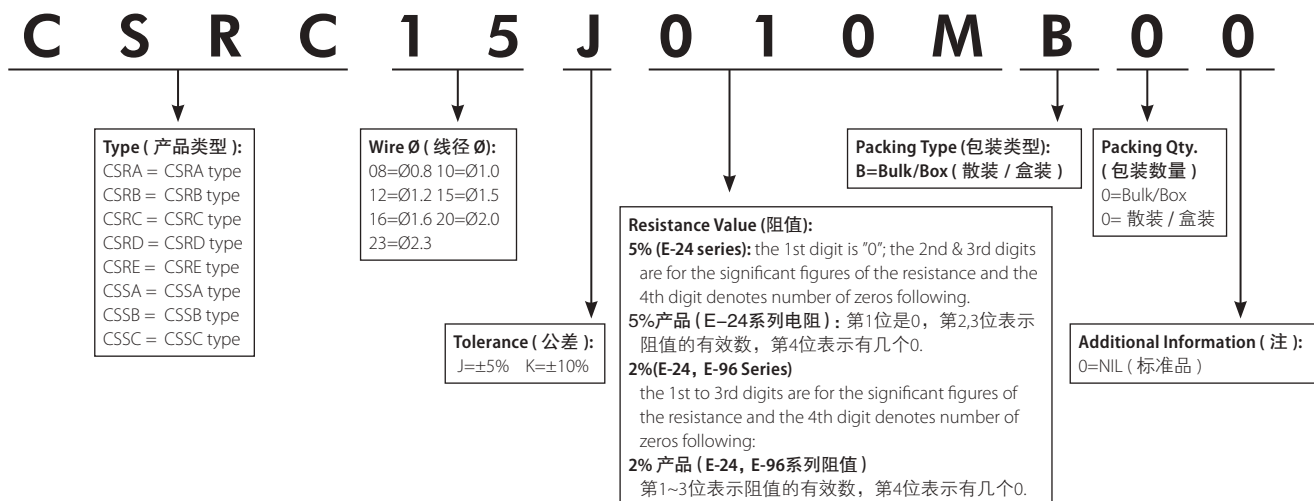 C S R C 1 5 J 0 1 0 M B 0 0
Type ( 产品类型 ):
CSRA = CSRA type
CSRB = CSRB type
CSRC = CSRC type
CSRD = CSRD type
CSRE = CSRE type
CSSA = CSSA type
CSSB = CSSB type
CSSC = CSSC type
Wire Ø ( 线径 Ø):
08=Ø0.8 10=Ø1.0
12=Ø1.2 15=Ø1.5
16=Ø1.6 20=Ø2.0
23=Ø2.3
Tolerance ( 公差 ):
J=±5% K=±10%
Resistance Value (阻值):
5% (E-24 series): the 1st digit is "0"; the 2nd & 3rd digits
are for the significant figures of the resistance and the
4th digit denotes number of zeros following.
5%产品 ( E–24系列电阻 ) : 第1位是0，第2,3位表示
阻值的有效数，第4位表示有几个0.
2%(E-24, E-96 Series)
the 1st to 3rd digits are for the significant figures of
the resistance and the 4th digit denotes number of
zeros following:
2% 产品 ( E-24, E-96系列阻值 )
第1~3位表示阻值的有效数，第4位表示有几个0.
Packing Type (包装类型):
B=Bulk/Box ( 散装 / 盒装 )
Packing Qty.
( 包装数量 )
0=Bulk/Box
0= 散装 / 盒装
Additional Information ( 注 ):
0=NIL ( 标准品 )